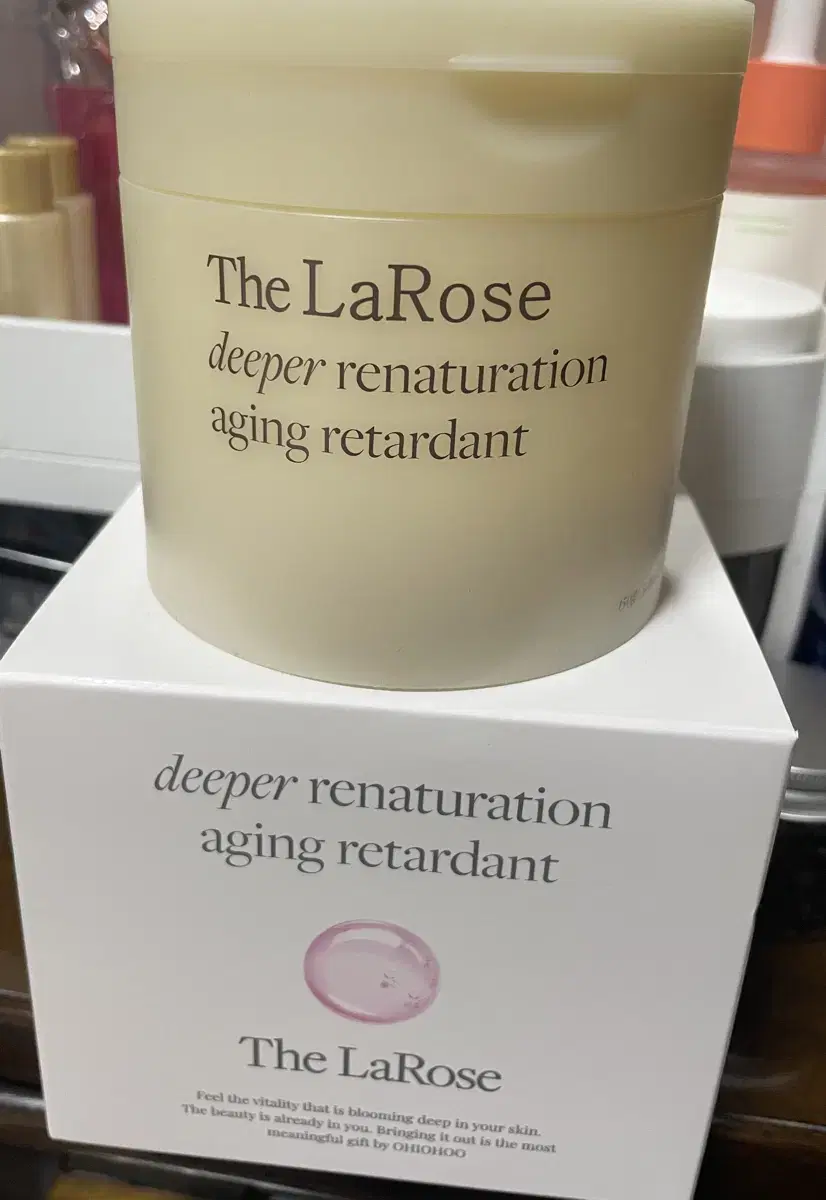 The LaRose
deeper renaturation
aging retardant
deeper renaturation
aging retardant
The LaRose
Feel the vitality that is blooming deep in your skin.
The beauty is already in you. Bringing it out is the most
meaningful gift by OHIOHOO